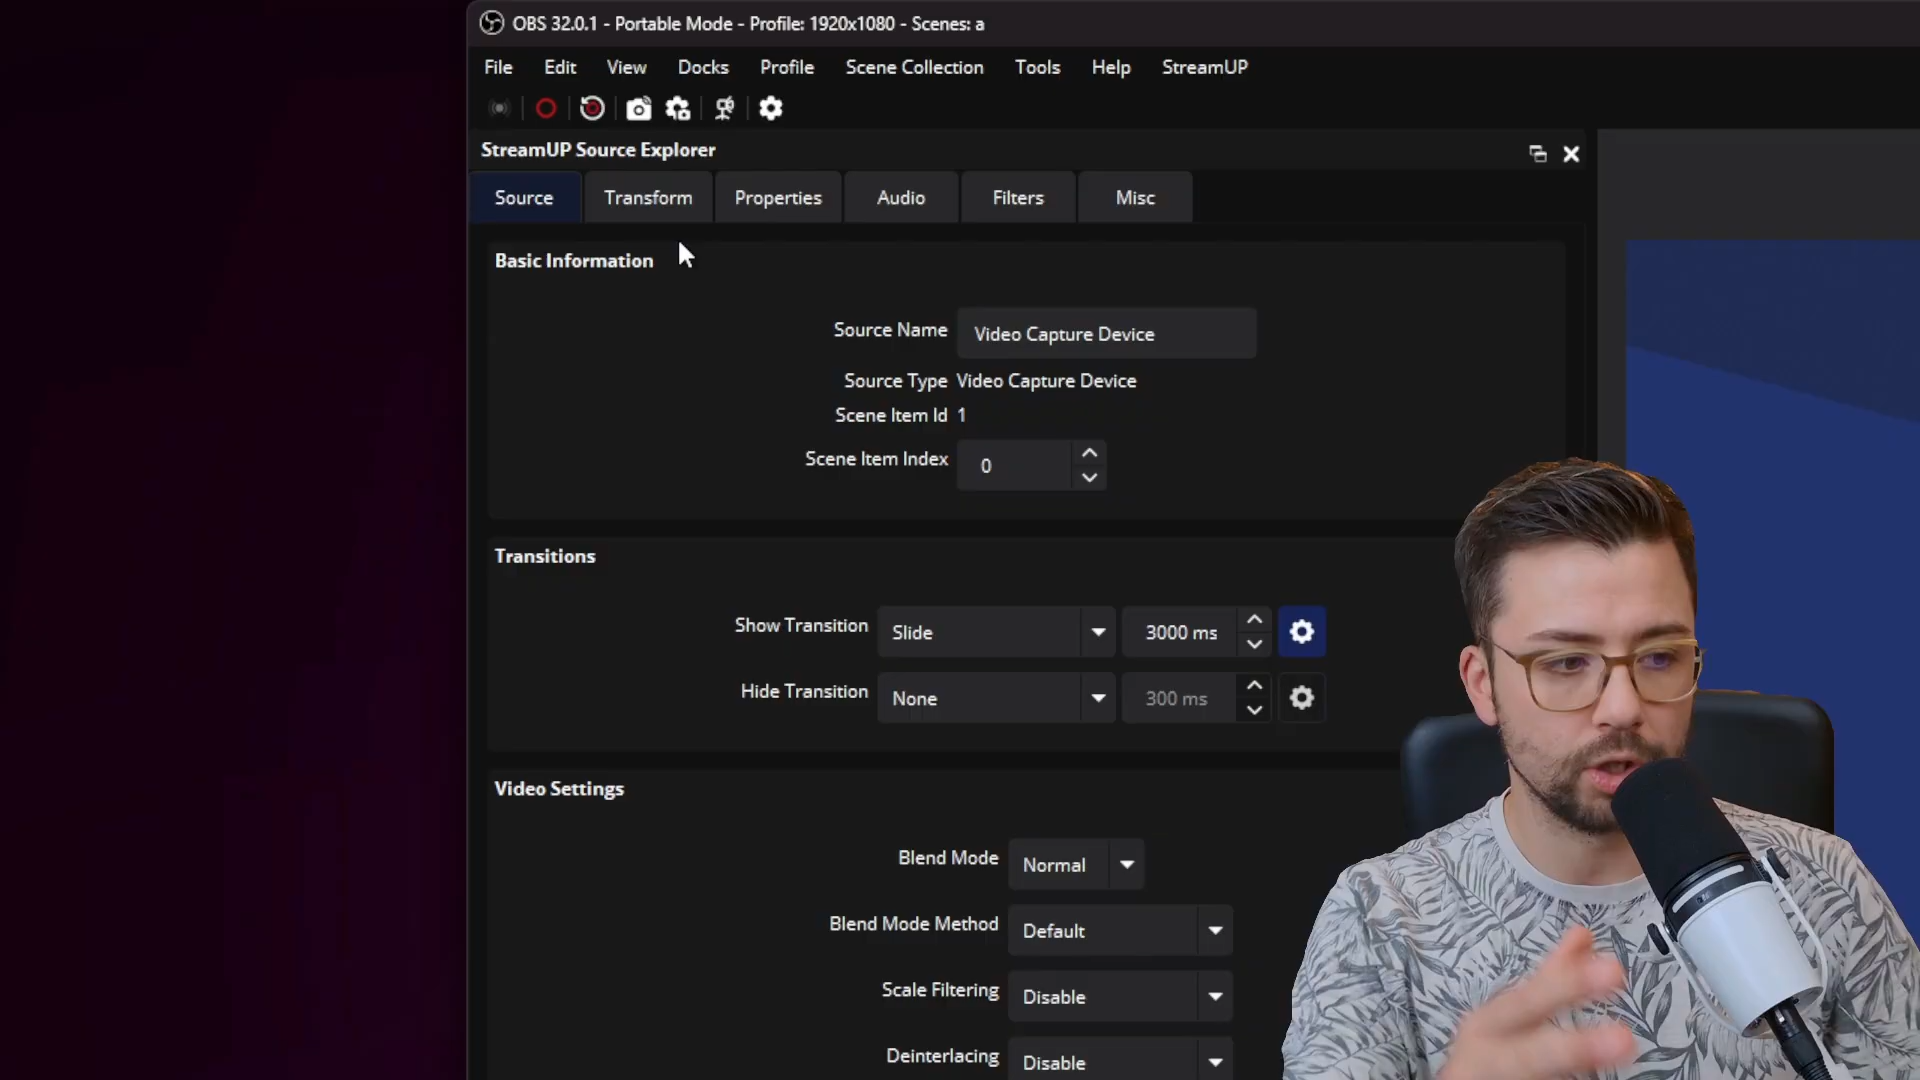 OBS 32.0.1 - Portable Mode - Profile: 1920x1080 - Scenes: a
File Edit View Docks Profile Scene Collection Tools Help StreamUP
StreamUP Source Explorer
Source Transform Properties Audio Filters Misc
Basic Information
Source Name Video Capture Device
Source Type Video Capture Device
Scene Item Id 1
Scene Item Index 0
Transitions
Show Transition Slide 3000 ms
Hide Transition None 300 ms
Video Settings
Blend Mode Normal
Blend Mode Method Default
Scale Filtering Disable
Deinterlacing Disable